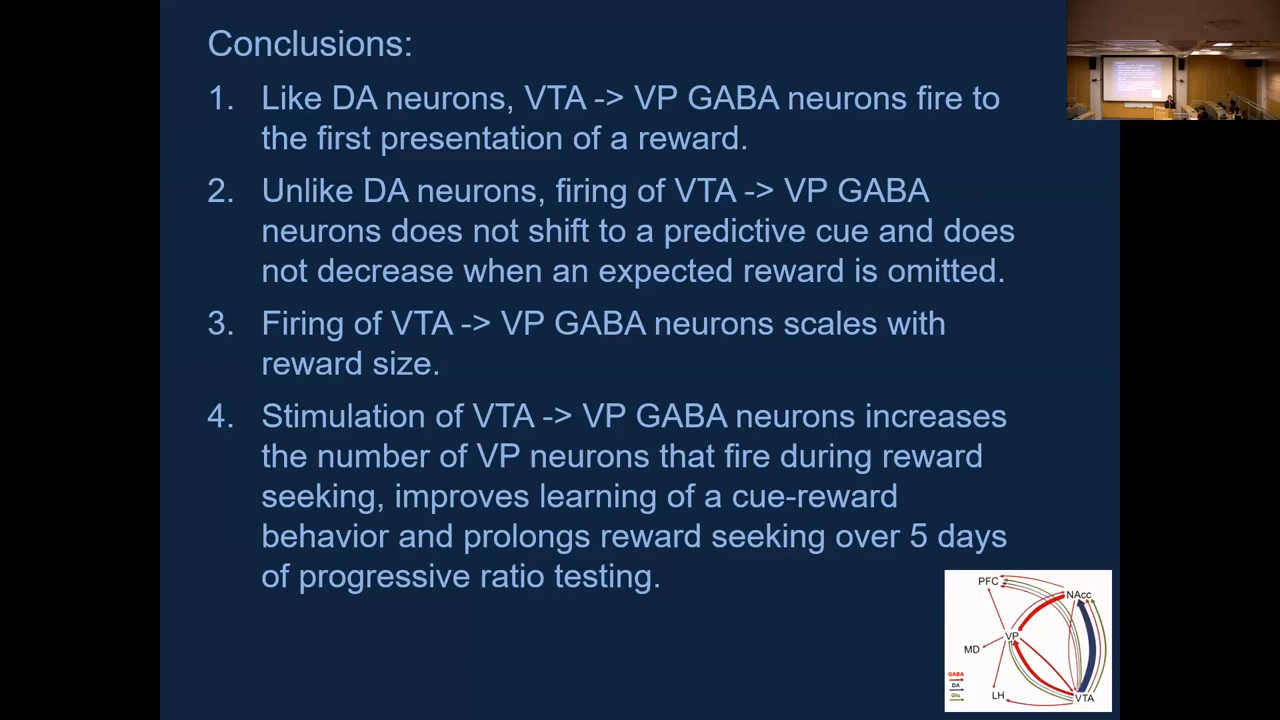 Conclusions:
1. Like DA neurons, VTA -> VP GABA neurons fire to
the first presentation of a reward.
2. Unlike DA neurons, firing of VTA -> VP GABA
neurons does not shift to a predictive cue and does
not decrease when an expected reward is omitted.
3. Firing of VTA -> VP GABA neurons scales with
reward size.
4. Stimulation of VTA -> VP GABA neurons increases
the number of VP neurons that fire during reward
seeking, improves learning of a cue-reward
behavior and prolongs reward seeking over 5 days
of progressive ratio testing.
PFC
NAcc
VP
MD
GABA
DA
Glu
LH
VTA